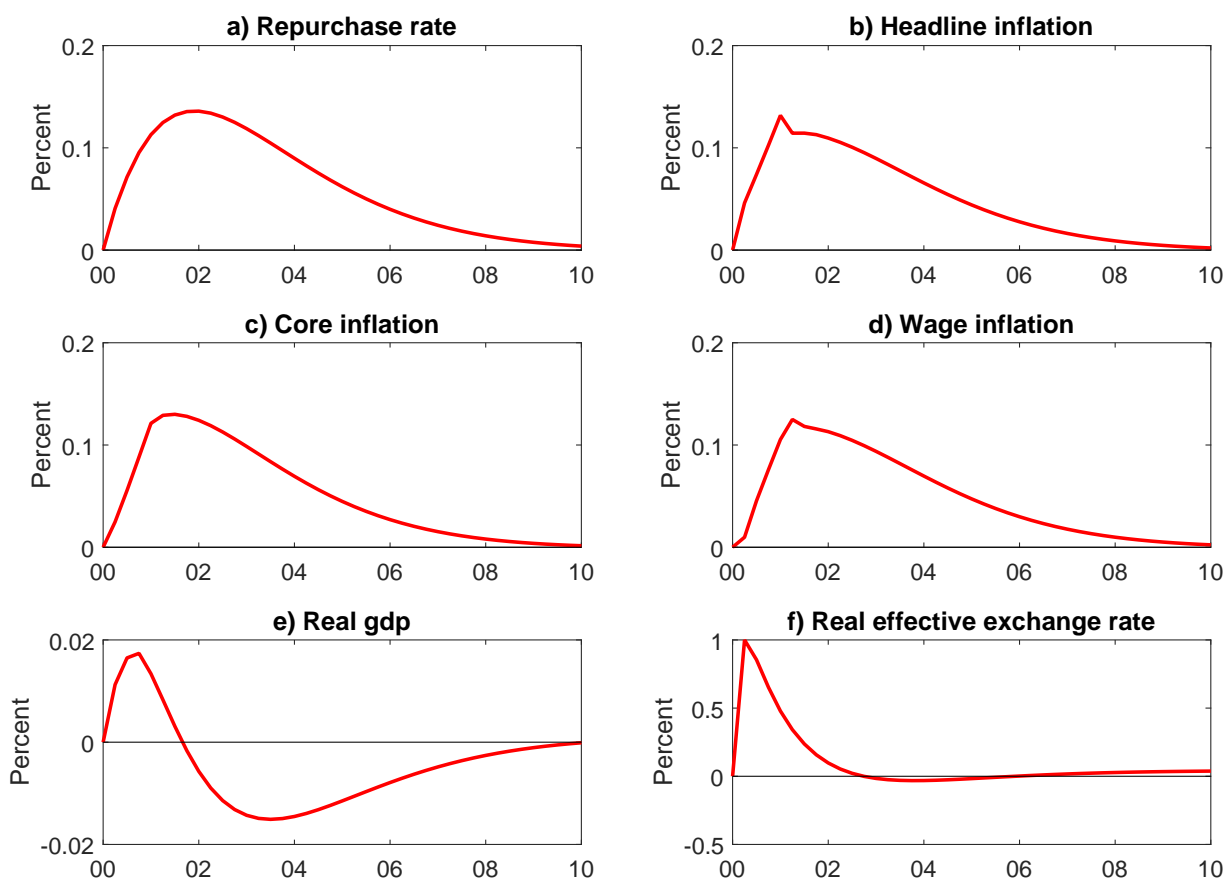 a) Repurchase rate
Percent
0.2
0.1
0
00 02 04 06 08 10
b) Headline inflation
Percent
0.2
0.1
0
00 02 04 06 08 10
c) Core inflation
Percent
0.2
0.1
0
00 02 04 06 08 10
d) Wage inflation
Percent
0.2
0.1
0
00 02 04 06 08 10
e) Real gdp
Percent
0.02
0
-0.02
00 02 04 06 08 10
f) Real effective exchange rate
Percent
1
0.5
0
-0.5
00 02 04 06 08 10